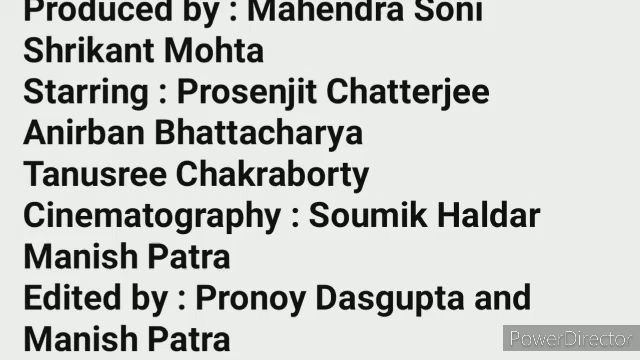 Produced by : Mahendra Soni
Shrikant Mohta
Starring : Prosenjit Chatterjee
Anirban Bhattacharya
Tanusree Chakraborty
Cinematography : Soumik Haldar
Manish Patra
Edited by : Pronoy Dasgupta and
Manish Patra
PowerDirector